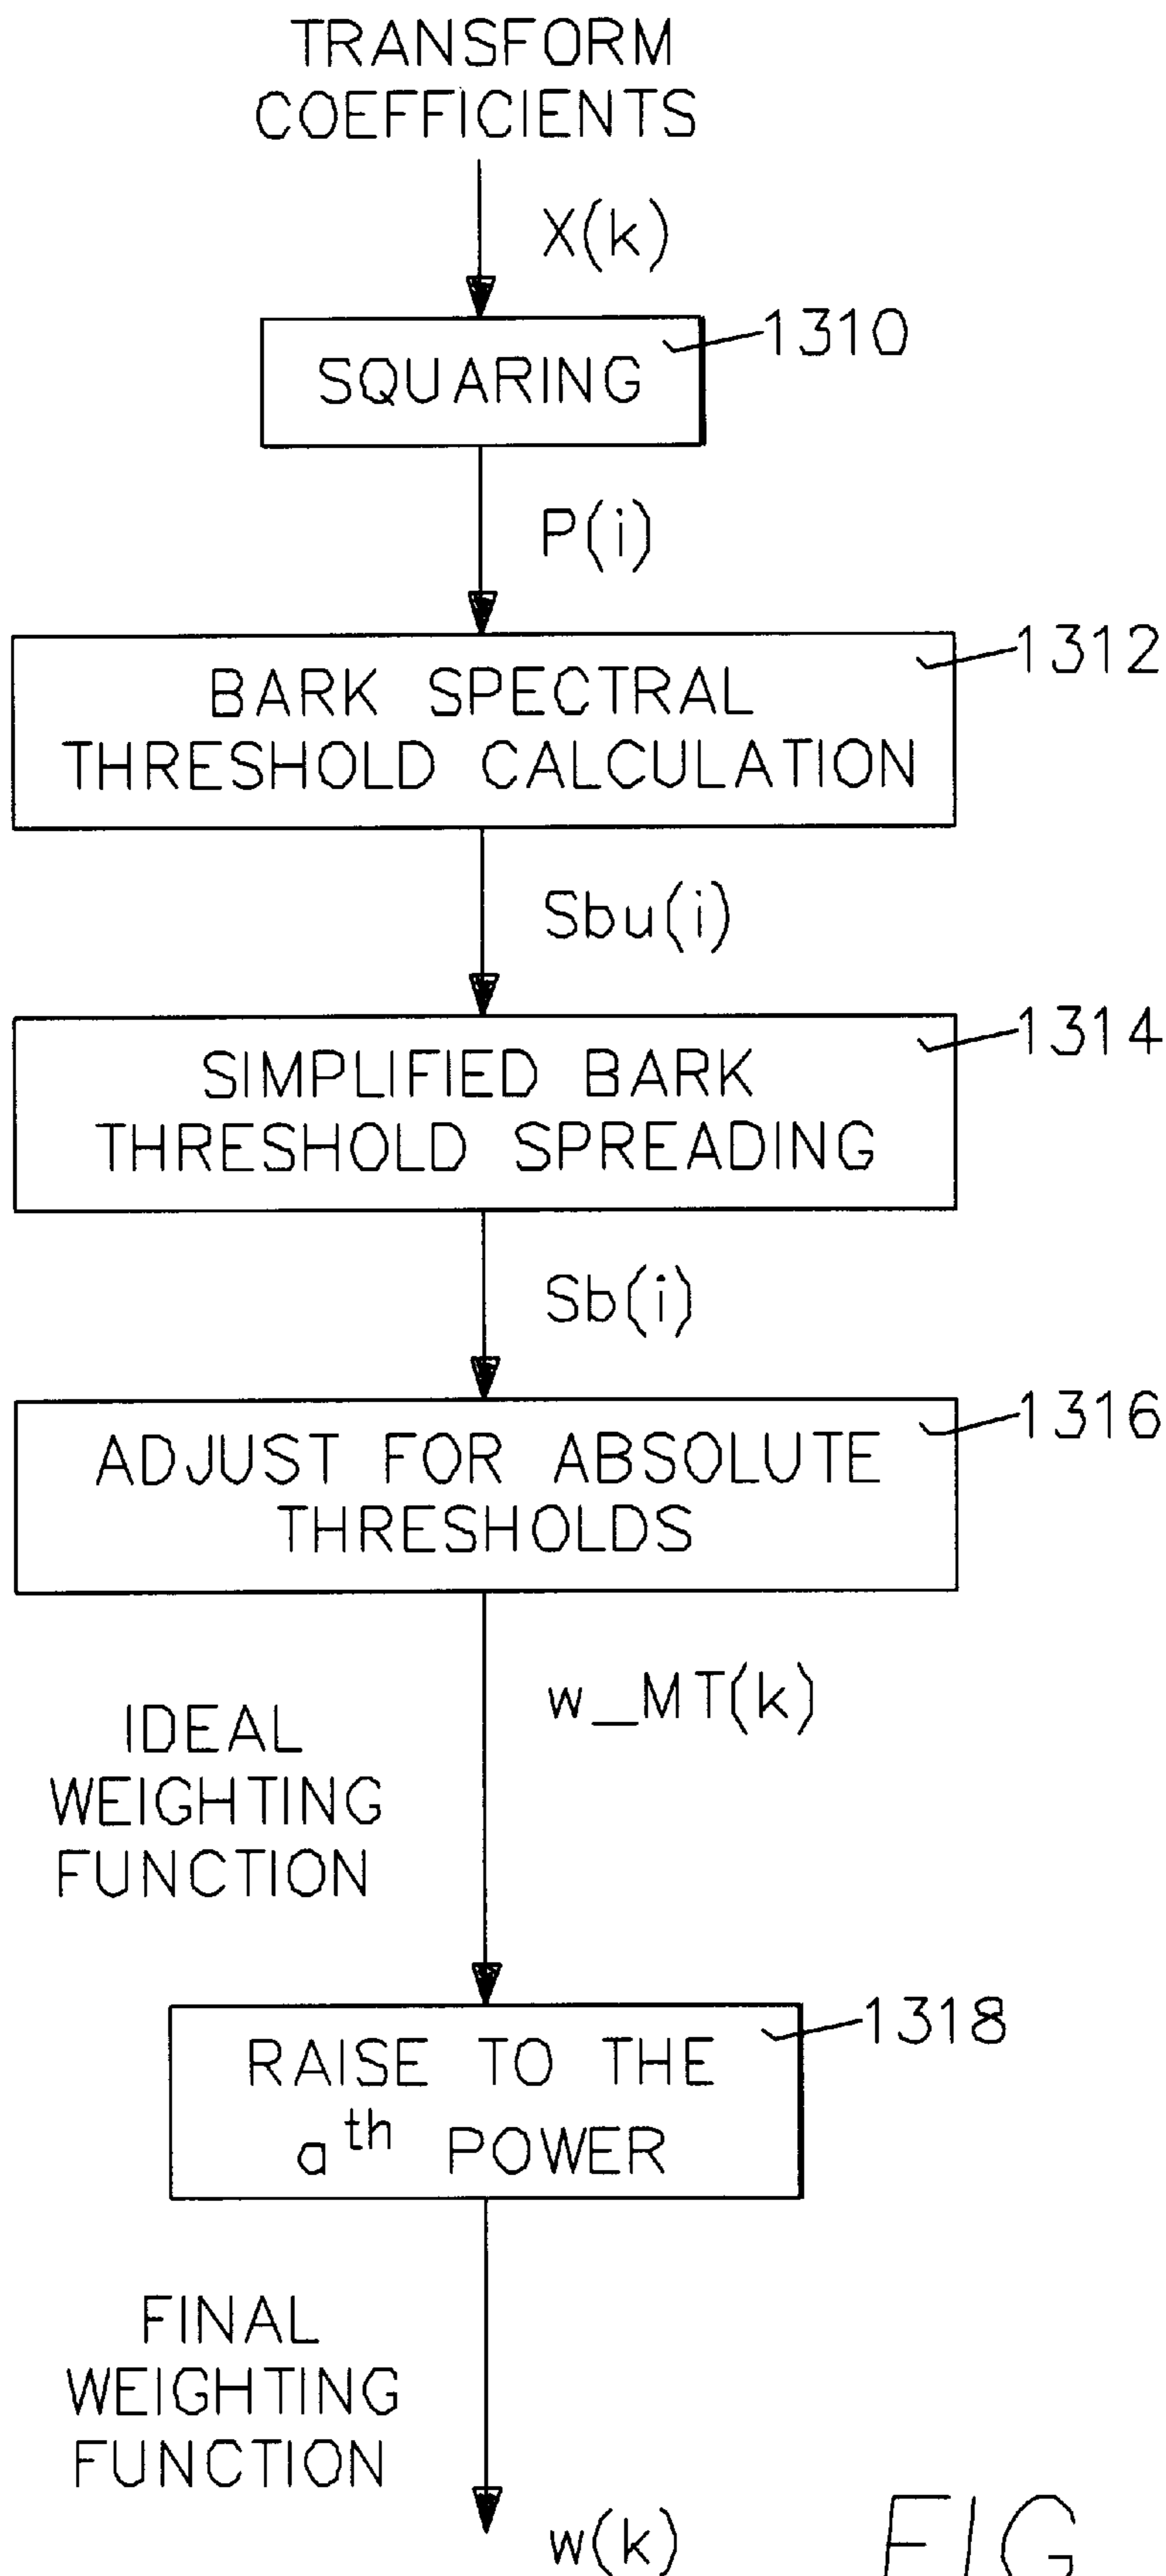 TRANSFORM
COEFFICIENTS
X(k)
1310
SQUARING
P(i)
1312
BARK SPECTRAL
THRESHOLD CALCULATION
Sbu(i)
1314
SIMPLIFIED BARK
THRESHOLD SPREADING
Sb(i)
1316
ADJUST FOR ABSOLUTE
THRESHOLDS
w_MT(k)
IDEAL
WEIGHTING
FUNCTION
1318
RAISE TO THE
a^th POWER
FINAL
WEIGHTING
FUNCTION
w(k)
FIG